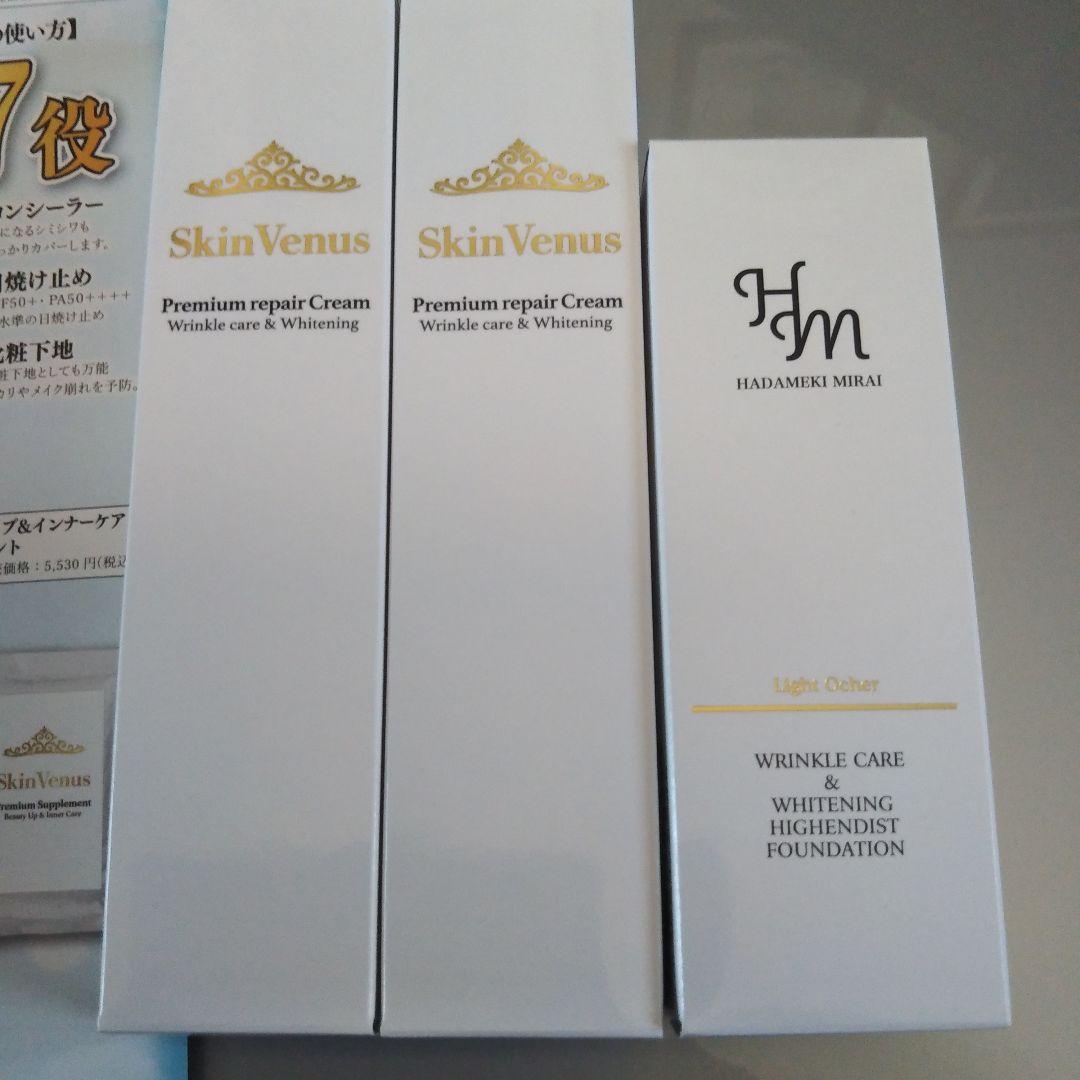 使い方】
7役
コンシーラー
になるシミシワも
っかりカバーします。
日焼け止め
F50+・PA50++++
水準の日焼け止め
化粧下地
粧下地としても万能
カリやメイク崩れを予防。
プ&インナーケア
ント
価格：5,530円(税込
SkinVenus
Premium Supplement
Beauty Up & Inner Care
SkinVenus
Premium repair Cream
Wrinkle care & Whitening
SkinVenus
Premium repair Cream
Wrinkle care & Whitening
HM
HADAMEKI MIRAI
Light Ocher
WRINKLE CARE
&
WHITENING
HIGHENDIST
FOUNDATION